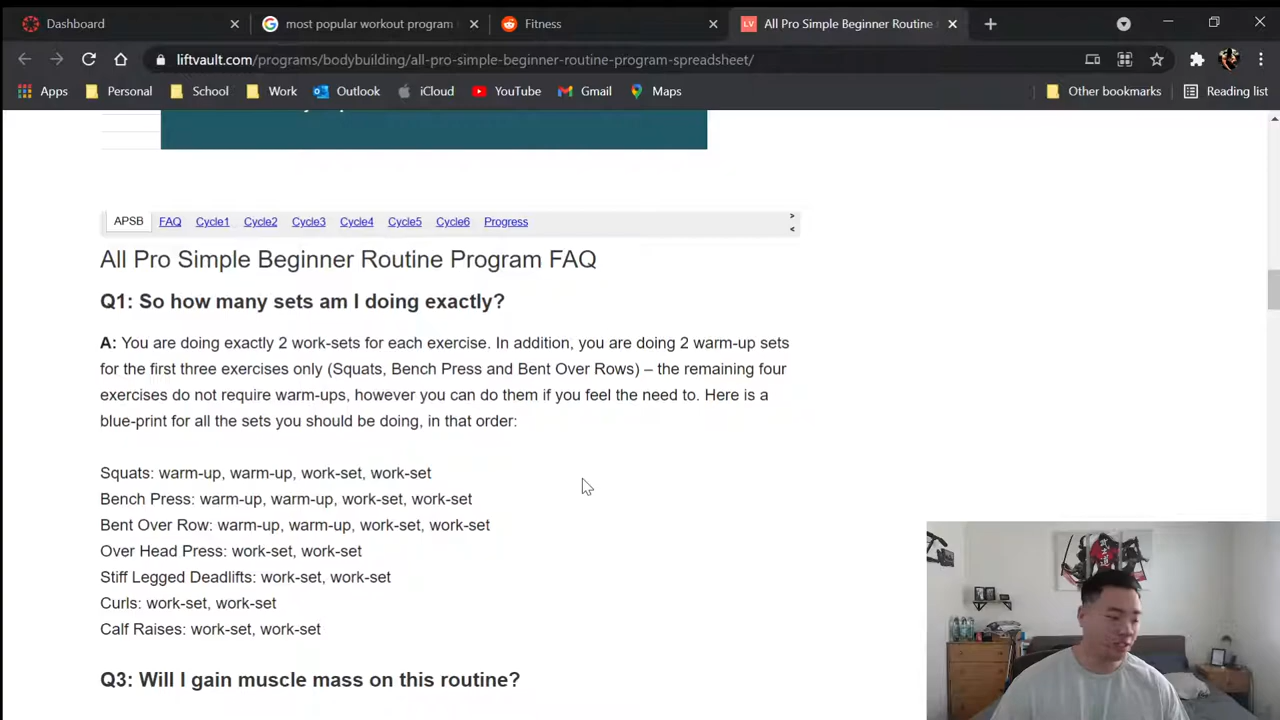 Dashboard
most popular workout program
Fitness
LV All Pro Simple Beginner Routine
liftvault.com/programs/bodybuilding/all-pro-simple-beginner-routine-program-spreadsheet/
Apps Personal School Work Outlook iCloud YouTube Gmail Maps Other bookmarks Reading list
APSB FAQ Cycle1 Cycle2 Cycle3 Cycle4 Cycle5 Cycle6 Progress
All Pro Simple Beginner Routine Program FAQ
Q1: So how many sets am I doing exactly?
A: You are doing exactly 2 work-sets for each exercise. In addition, you are doing 2 warm-up sets
for the first three exercises only (Squats, Bench Press and Bent Over Rows) – the remaining four
exercises do not require warm-ups, however you can do them if you feel the need to. Here is a
blue-print for all the sets you should be doing, in that order:
Squats: warm-up, warm-up, work-set, work-set
Bench Press: warm-up, warm-up, work-set, work-set
Bent Over Row: warm-up, warm-up, work-set, work-set
Over Head Press: work-set, work-set
Stiff Legged Deadlifts: work-set, work-set
Curls: work-set, work-set
Calf Raises: work-set, work-set
Q3: Will I gain muscle mass on this routine?